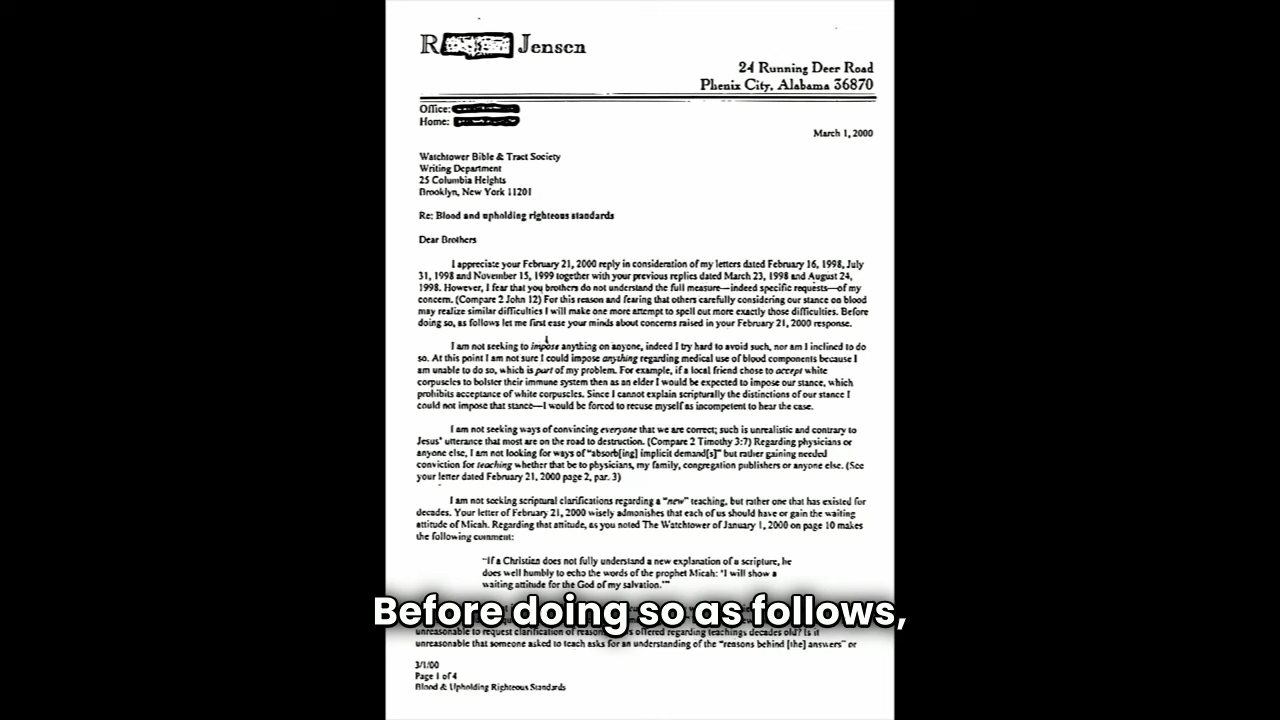 R Jensen
24 Running Deer Road
Phenix City, Alabama 36870
Office:
Home:
March 1, 2000
Watchtower Bible & Tract Society
Writing Department
25 Columbia Heights
Brooklyn, New York 11201
Re: Blood and upholding righteous standards
Dear Brothers
I appreciate your February 21, 2000 reply in consideration of my letters dated February 16, 1998, July
31, 1998 and November 15, 1999 together with your previous replies dated March 23, 1998 and August 24,
1998. However, I fear that you brothers do not understand the full measure—indeed specific requests—of my
concern. (Compare 2 John 12) For this reason and fearing that others carefully considering our stance on blood
may realize similar difficulties I will make one more attempt to spell out more exactly those difficulties. Before
doing so, as follows let me first ease your minds about concerns raised in your February 21, 2000 response.
I am not seeking to impose anything on anyone, indeed I try hard to avoid such, nor am I inclined to do
so. At this point I am not sure I could impose anything regarding medical use of blood components because I
am unable to do so, which is part of my problem. For example, if a local friend chose to accept white
corpuscles to bolster their immune system then as an elder I would be expected to impose our stance, which
prohibits acceptance of white corpuscles. Since I cannot explain scripturally the distinctions of our stance I
could not impose that stance—I would be forced to recuse myself as incompetent to hear the case.
I am not seeking ways of convincing everyone that we are correct; such is unrealistic and contrary to
Jesus' utterance that most are on the road to destruction. (Compare 2 Timothy 3:7) Regarding physicians or
anyone else, I am not looking for ways of "absorb[ing] implicit demand[s]" but rather gaining needed
conviction for teaching whether that be to physicians, my family, congregation publishers or anyone else. (See
your letter dated February 21, 2000 page 2, par. 3)
I am not seeking scriptural clarifications regarding a "new" teaching, but rather one that has existed for
decades. Your letter of February 21, 2000 wisely admonishes that each of us should have or gain the waiting
attitude of Micah. Regarding that attitude, as you noted The Watchtower of January 1, 2000 on page 10 makes
the following comment:
"If a Christian does not fully understand a new explanation of a scripture, he
does well humbly to echo the words of the prophet Micah: 'I will show a
waiting attitude for the God of my salvation.'"
Before doing so as follows,
unreasonable to request clarification of offered regarding teachings decades old? Is it
unreasonable that someone asked to teach asks for an understanding of the "reasons behind [the] answers" or
3/1/00
Page 1 of 4
Blood & Upholding Righteous Standards